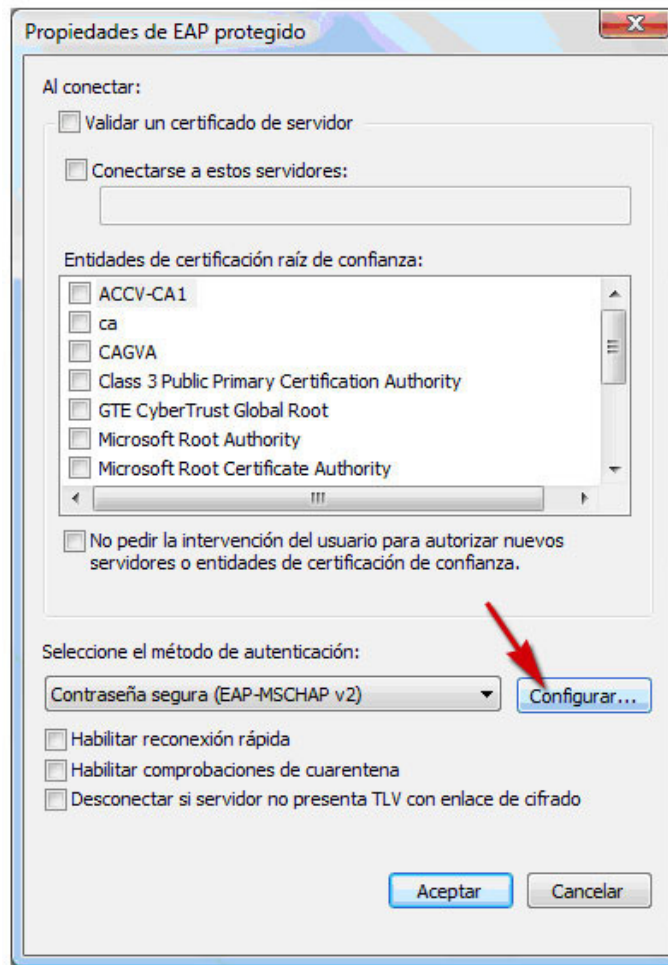 Propiedades de EAP protegido
Al conectar:
Validar un certificado de servidor
Conectarse a estos servidores:
Entidades de certificación raíz de confianza:
ACCV-CA1
ca
CAGVA
Class 3 Public Primary Certification Authority
GTE CyberTrust Global Root
Microsoft Root Authority
Microsoft Root Certificate Authority
No pedir la intervención del usuario para autorizar nuevos
servidores o entidades de certificación de confianza.
Seleccione el método de autenticación:
Contraseña segura (EAP-MSCHAP v2) Configurar...
Habilitar reconexión rápida
Habilitar comprobaciones de cuarentena
Desconectar si servidor no presenta TLV con enlace de cifrado
Aceptar Cancelar